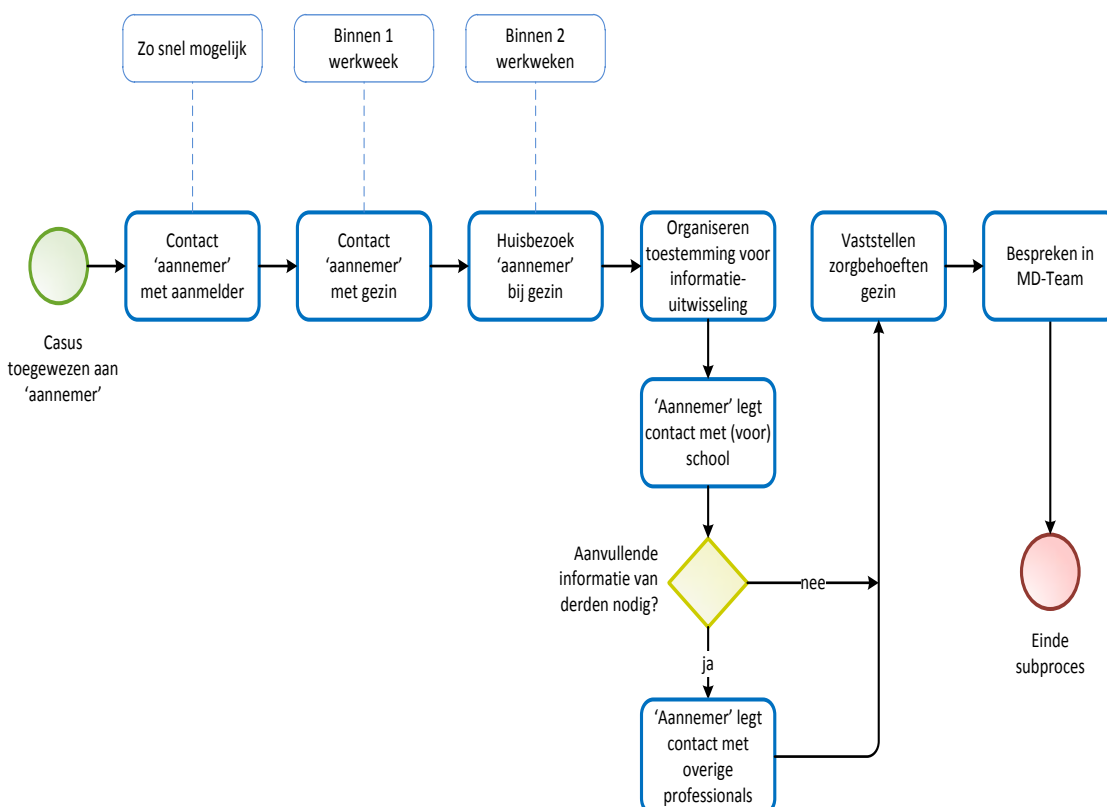 Zo snel mogelijk
Binnen 1
werkweek
Binnen 2
werkweken
Contact
‘aannemer’
met aanmelder
Contact
‘aannemer’
met gezin
Huisbezoek
‘aannemer’
bij gezin
Organiseren
toestemming voor
informatie-
uitwisseling
Vaststellen
zorgbehoeften
gezin
Bespreken in
MD-Team
Casus
toegewezen aan
‘aannemer’
‘Aannemer’ legt
contact met (voor)
school
Aanvullende
informatie van
derden nodig?
nee
ja
Einde
subproces
‘Aannemer’ legt
contact met
overige
professionals